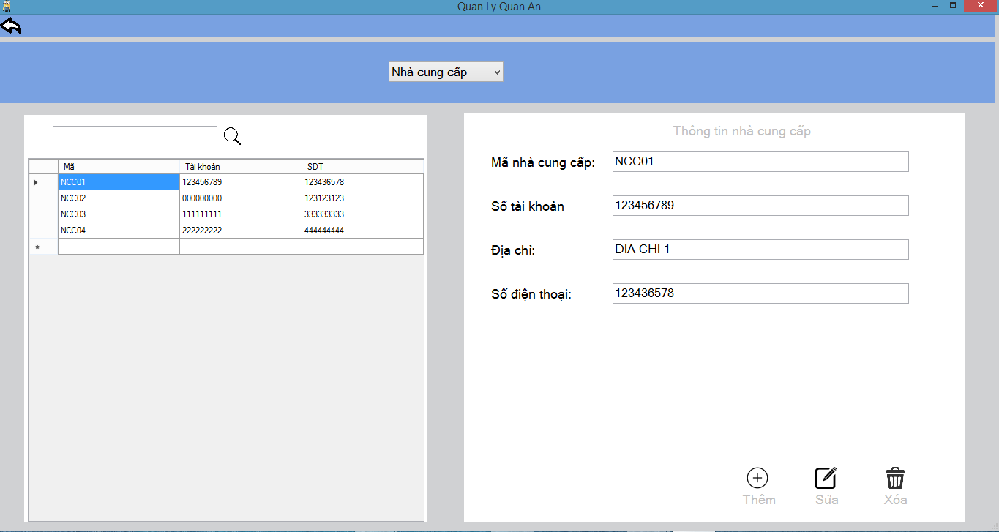 Quan Ly Quan An
Nhà cung cấp
Mã Tài khoản SDT
NCC01 123456789 123436578
NCC02 000000000 123123123
NCC03 111111111 333333333
NCC04 222222222 444444444
*
Thông tin nhà cung cấp
Mã nhà cung cấp: NCC01
Số tài khoản 123456789
Địa chỉ: DIA CHI 1
Số điện thoại: 123436578
Thêm Sửa Xóa